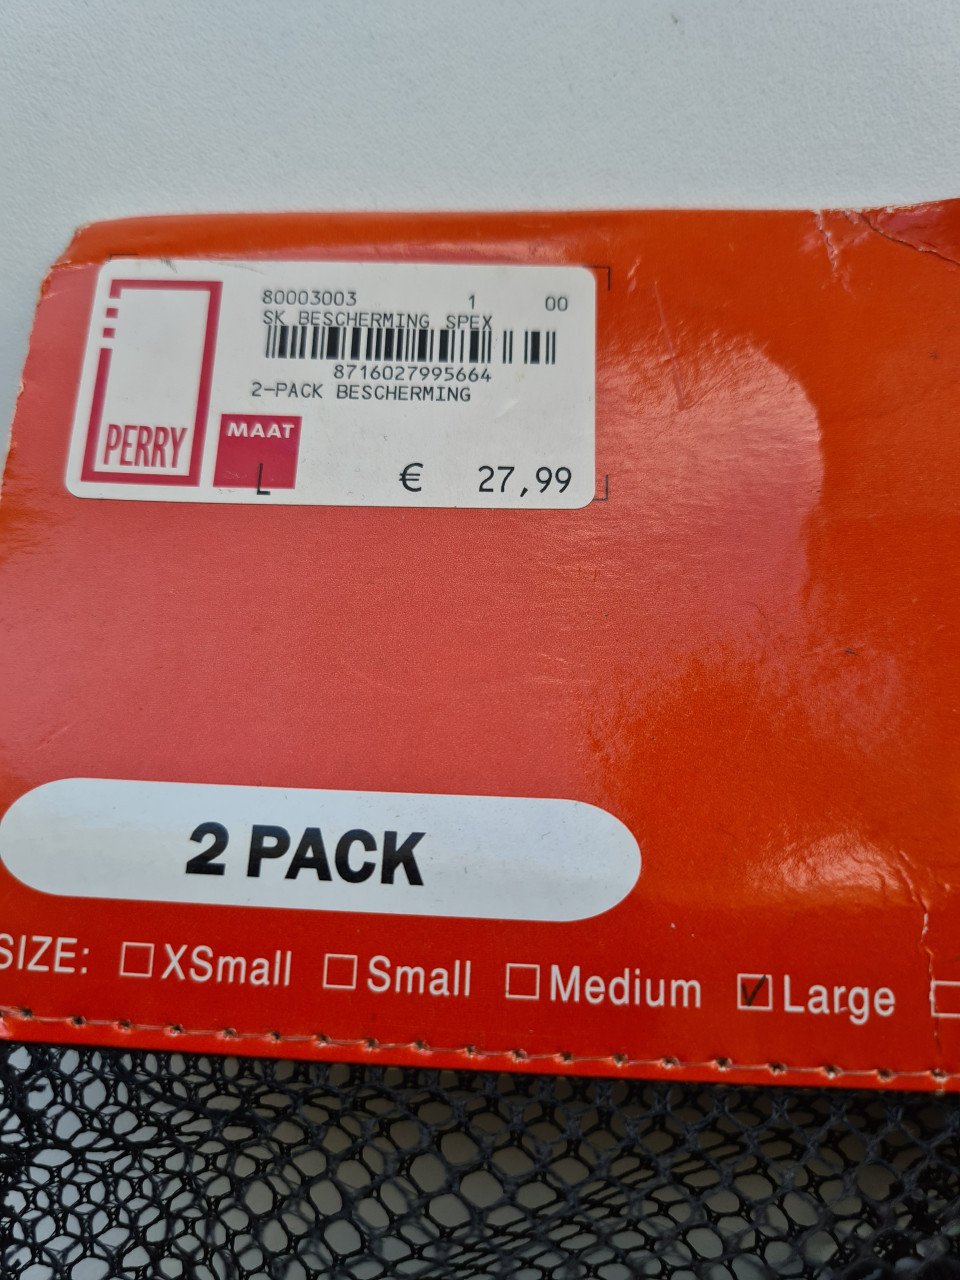 80003003 1 00
SK BESCHERMING SPEX
8716027995664
2-PACK BESCHERMING
PERRY
MAAT
L
€ 27,99
2 PACK
SIZE: XSmall Small Medium Large